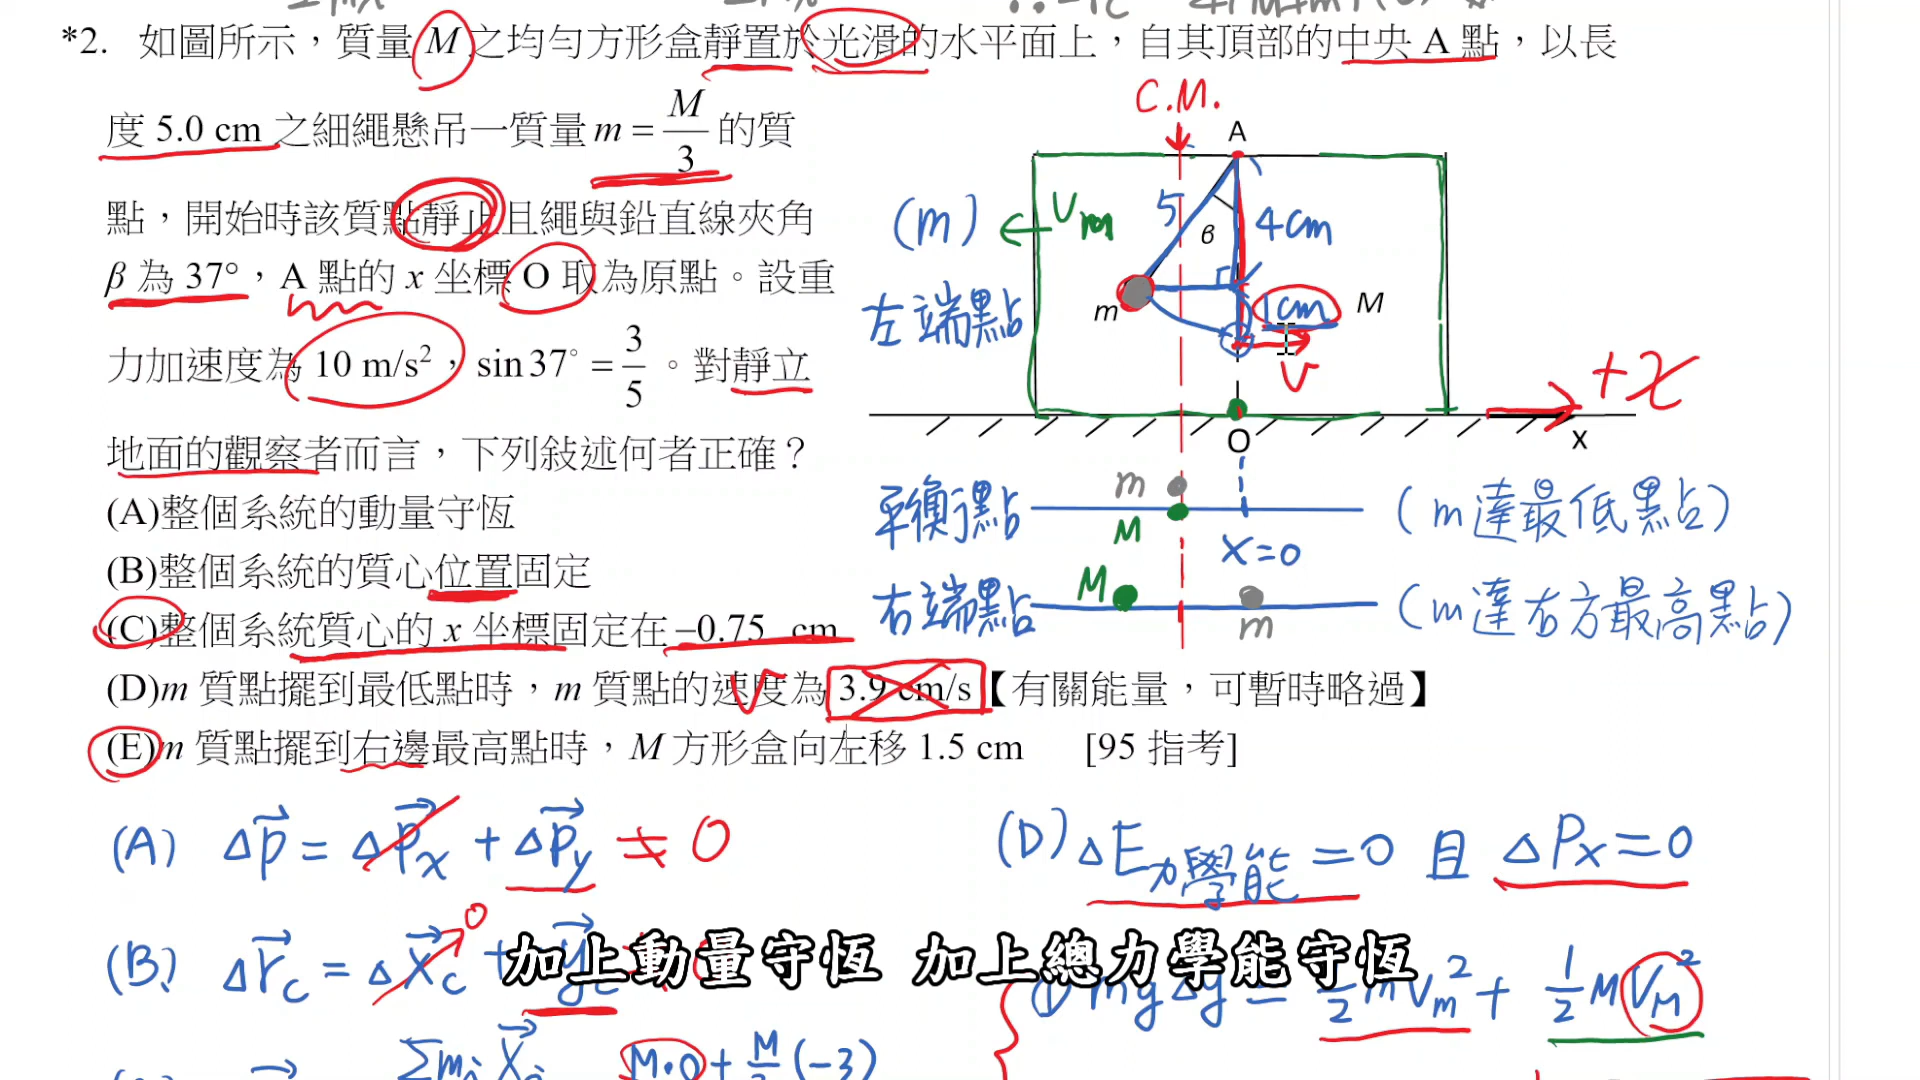 *2. 如圖所示，質量 M 之均勻方形盒靜置於光滑的水平面上，自其頂部的中央 A 點，以長
度 5.0 cm 之細繩懸吊一質量 m = M/3 的質
點，開始時該質點靜止且繩與鉛直線夾角
β 為 37°，A 點的 x 坐標 O 取為原點。設重
力加速度為 10 m/s²，sin37° = 3/5。對靜立
地面的觀察者而言，下列敍述何者正確？
(A)整個系統的動量守恆
(B)整個系統的質心位置固定
(C)整個系統質心的 x 坐標固定在 −0.75 cm
(D)m 質點擺到最低點時，m 質點的速度為 3.9 cm/s【有關能量，可暫時略過】
(E)m 質點擺到右邊最高點時，M 方形盒向左移 1.5 cm [95 指考]
C.M.
A
(m)
5
β
4cm
m
1cm
M
左端點
V
+x
O
x
平衡點
m
M
x=0
(m達最低點)
右端點
M
m
(m達右方最高點)
(A) Δp = Δpx + Δpy ≠ 0
(D) ΔE力學能 = 0 且 ΔPx = 0
(B) Δrc = Δxc 0
加上動量守恆 加上總力學能守恆
mgΔy = 1/2 m Vm² + 1/2 M VM²
Σmi Xi
M·0 + M (-3)